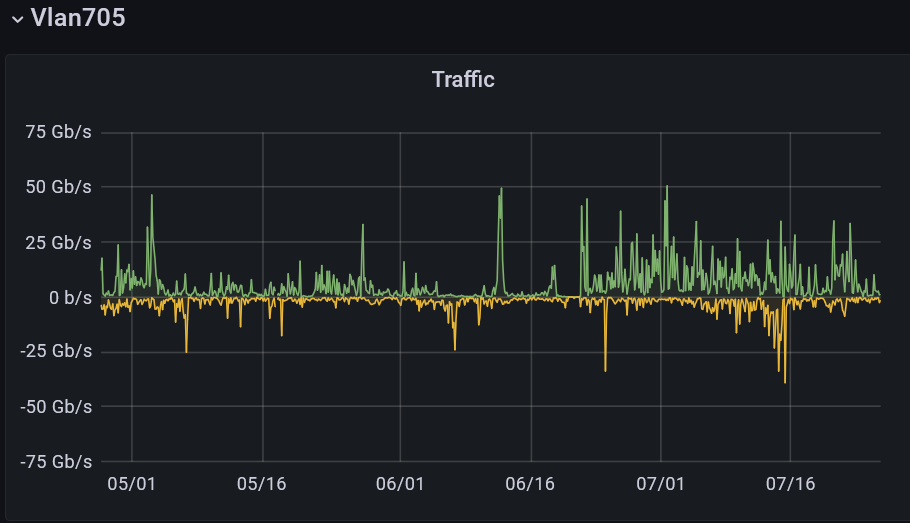 Vlan705
Traffic
75 Gb/s
50 Gb/s
25 Gb/s
0 b/s
-25 Gb/s
-50 Gb/s
-75 Gb/s
05/01 05/16 06/01 06/16 07/01 07/16